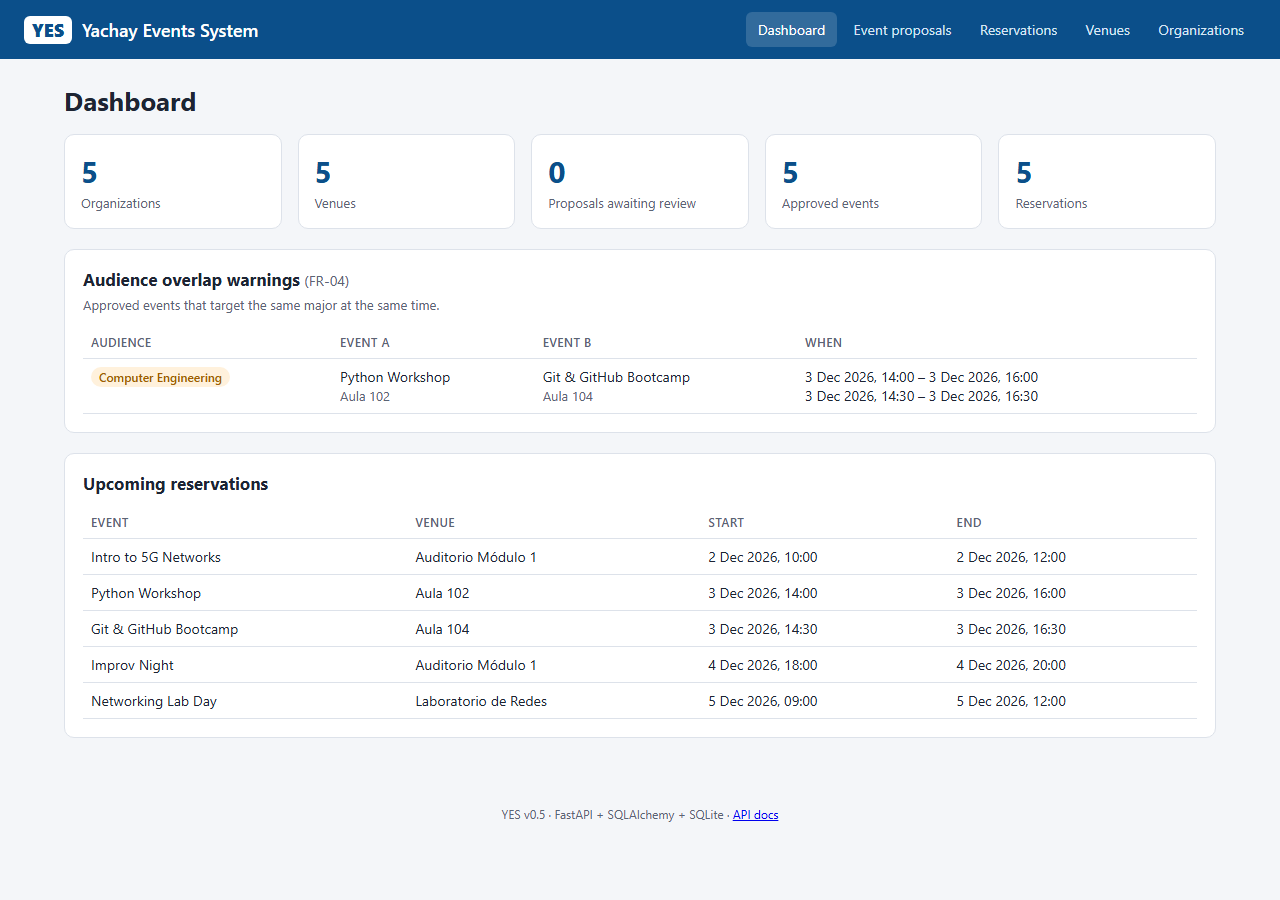 YES Yachay Events System Dashboard Event proposals Reservations Venues Organizations
Dashboard
5 5 0 5 5
Organizations Venues Proposals awaiting review Approved events Reservations
Audience overlap warnings (FR-04)
Approved events that target the same major at the same time.
AUDIENCE EVENT A EVENT B WHEN
Computer Engineering Python Workshop Git & GitHub Bootcamp 3 Dec 2026, 14:00 – 3 Dec 2026, 16:00
Aula 102 Aula 104 3 Dec 2026, 14:30 – 3 Dec 2026, 16:30
Upcoming reservations
EVENT VENUE START END
Intro to 5G Networks Auditorio Módulo 1 2 Dec 2026, 10:00 2 Dec 2026, 12:00
Python Workshop Aula 102 3 Dec 2026, 14:00 3 Dec 2026, 16:00
Git & GitHub Bootcamp Aula 104 3 Dec 2026, 14:30 3 Dec 2026, 16:30
Improv Night Auditorio Módulo 1 4 Dec 2026, 18:00 4 Dec 2026, 20:00
Networking Lab Day Laboratorio de Redes 5 Dec 2026, 09:00 5 Dec 2026, 12:00
YES v0.5 · FastAPI + SQLAlchemy + SQLite · API docs